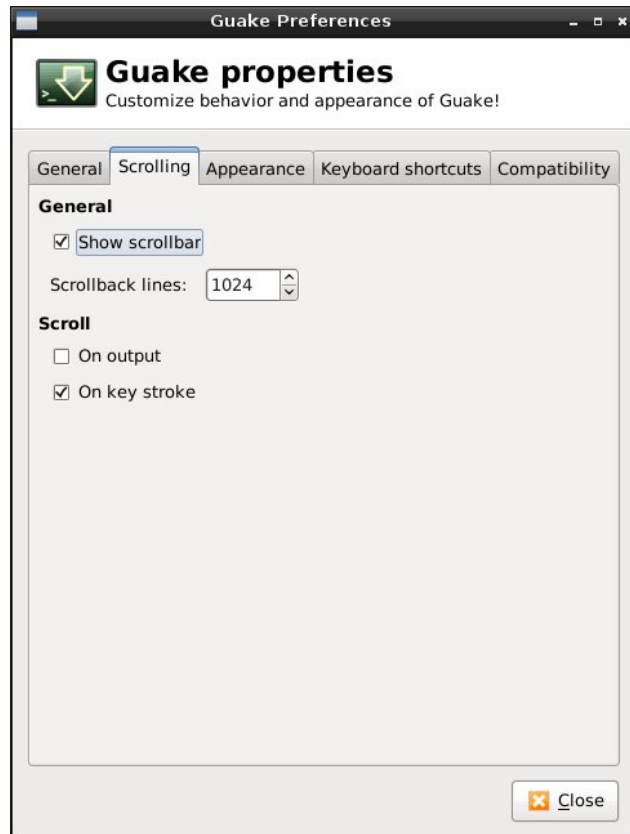 Guake Preferences
Guake properties
Customize behavior and appearance of Guake!
General Scrolling Appearance Keyboard shortcuts Compatibility
General
Show scrollbar
Scrollback lines: 1024
Scroll
On output
On key stroke
Close